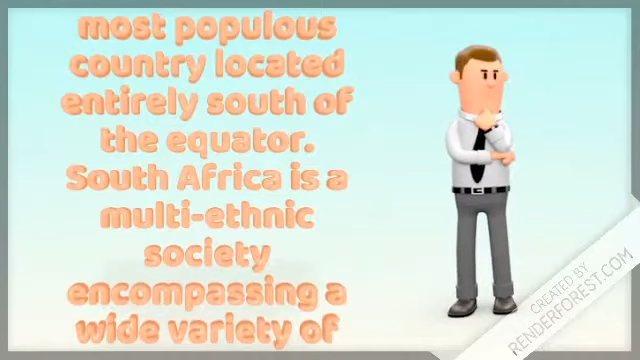 most populous
country located
entirely south of
the equator.
South Africa is a
multi-ethnic
society
encompassing a
wide variety of
CREATED BY
RENDERFOREST.COM